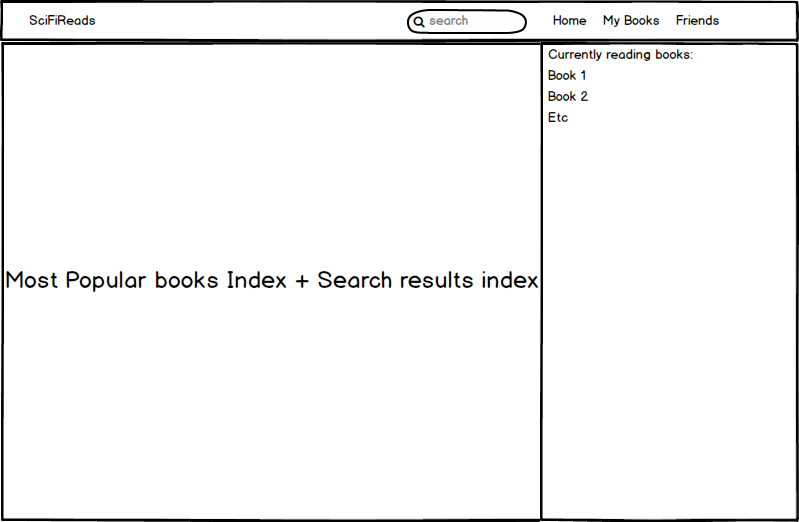 SciFiReads
search
Home My Books Friends
Most Popular books Index + Search results index
Currently reading books:
Book 1
Book 2
Etc